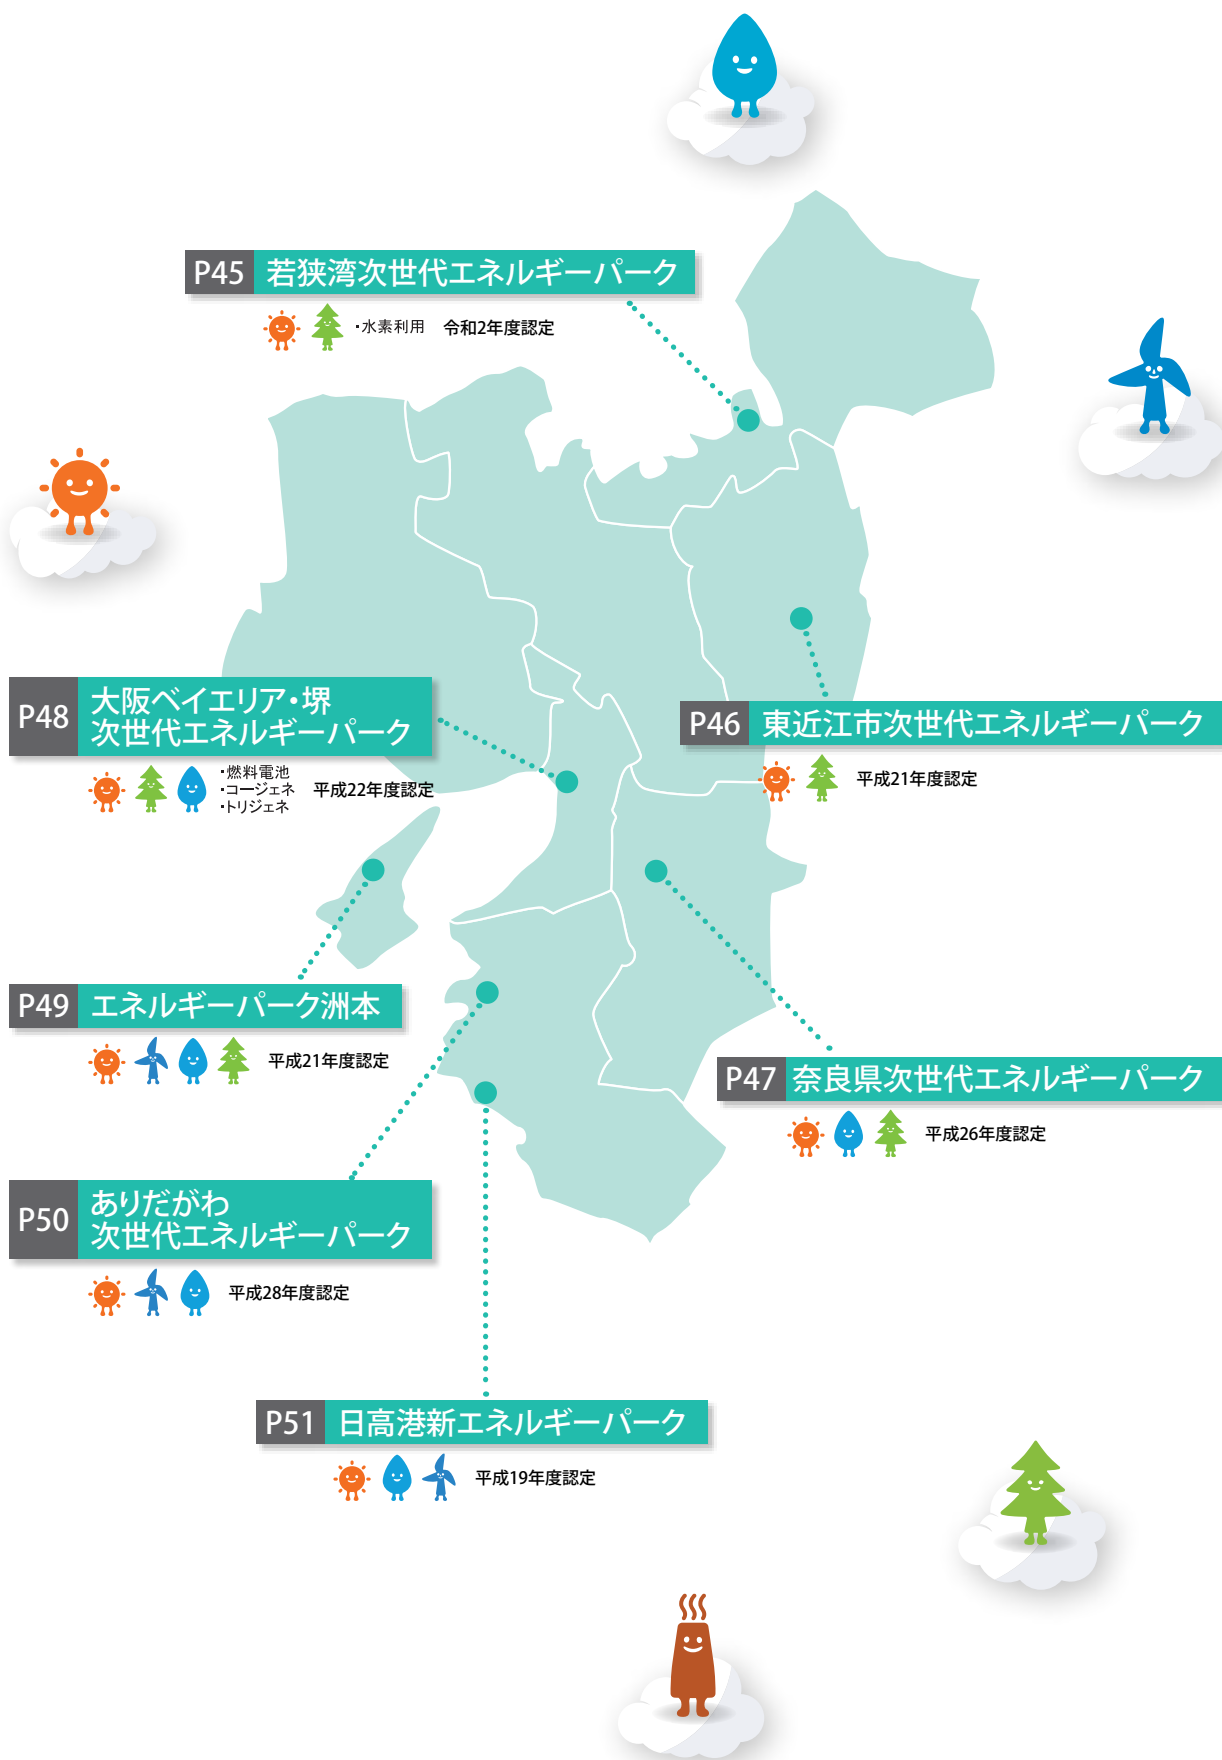 P45 若狭湾次世代エネルギーパーク
・水素利用 令和2年度認定
P48 大阪ベイエリア・堺
次世代エネルギーパーク
・燃料電池
・コージェネ
・トリジェネ
平成22年度認定
P46 東近江市次世代エネルギーパーク
平成21年度認定
P49 エネルギーパーク洲本
平成21年度認定
P47 奈良県次世代エネルギーパーク
平成26年度認定
P50 ありだがわ
次世代エネルギーパーク
平成28年度認定
P51 日高港新エネルギーパーク
平成19年度認定